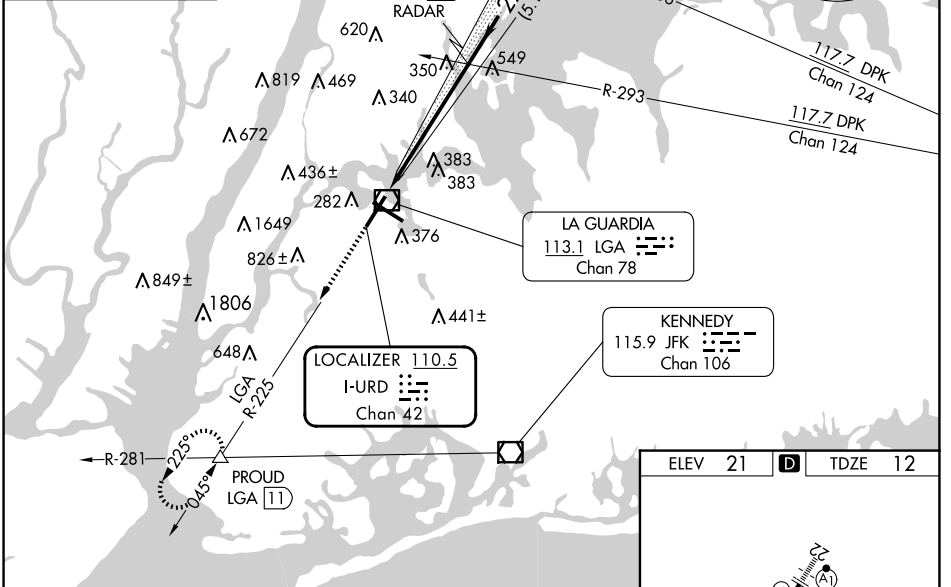 RADAR
620
819
469
350
549
340
672
R-293
117.7 DPK
Chan 124
117.7 DPK
Chan 124
383
383
436±
282
1649
376
826±
849±
1806
441±
648
LA GUARDIA
113.1 LGA
Chan 78
KENNEDY
115.9 JFK
Chan 106
LOCALIZER 110.5
I-URD
Chan 42
LGA
R-225
R-281
225°
045°
PROUD
LGA 11
ELEV 21 D TDZE 12
22
A1